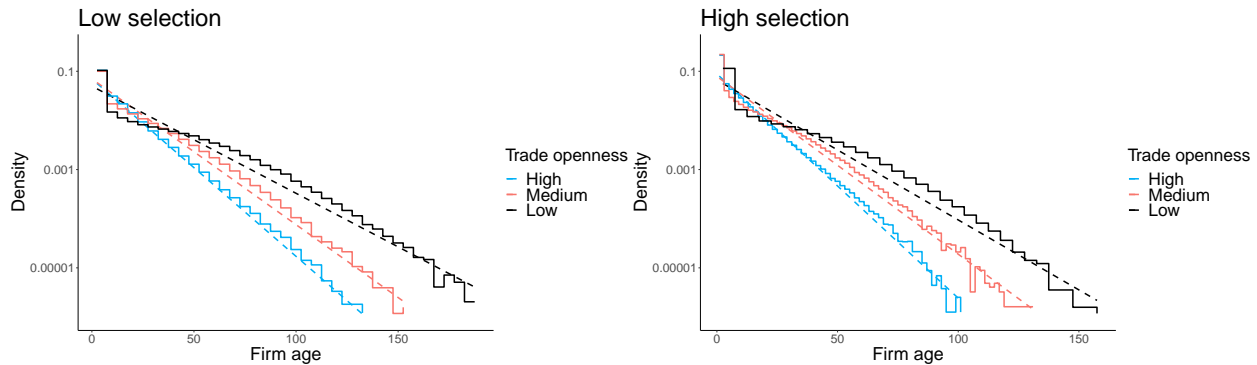 Low selection
0.1
0.001
0.00001
Density
0
50
100
150
Firm age
Trade openness
High
Medium
Low
High selection
0.1
0.001
0.00001
Density
0
50
100
150
Firm age
Trade openness
High
Medium
Low